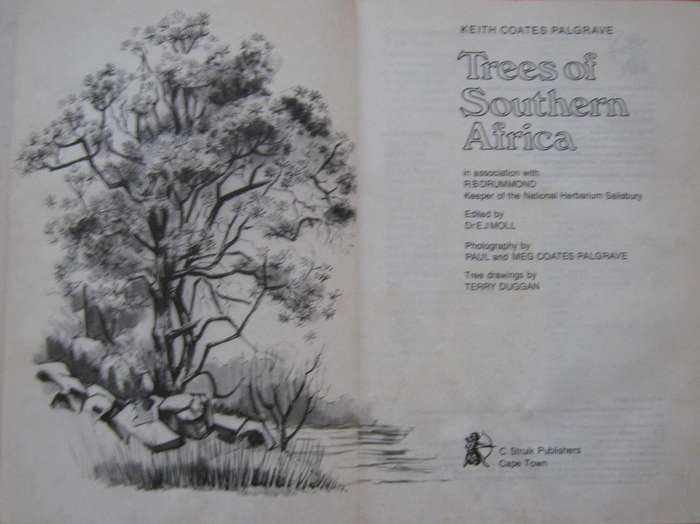 KEITH COATES PALGRAVE
Trees of
Southern
Africa
in association with
R.B.DRUMMOND
Keeper of the National Herbarium Salisbury
Edited by
Dr E.J.MOLL
Photography by
PAUL and MEG COATES PALGRAVE
Tree drawings by
TERRY DUGGAN
C. Struik Publishers
Cape Town